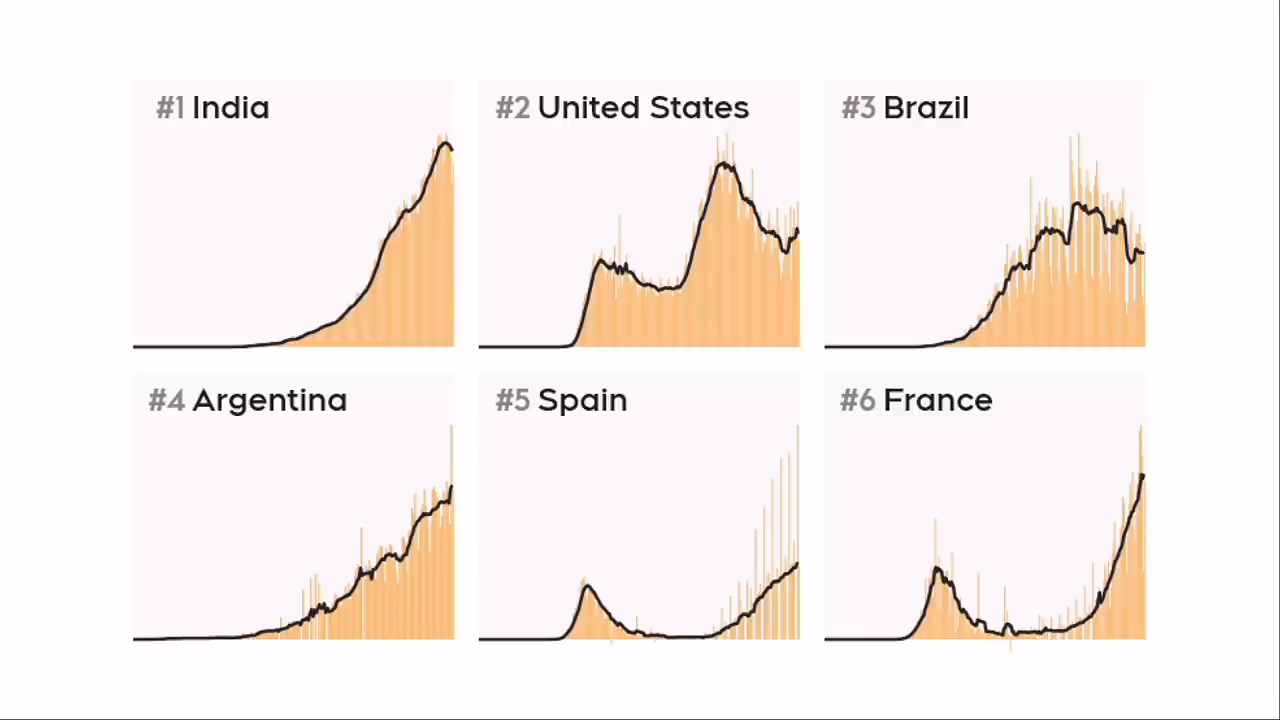 #1 India
#2 United States
#3 Brazil
#4 Argentina
#5 Spain
#6 France